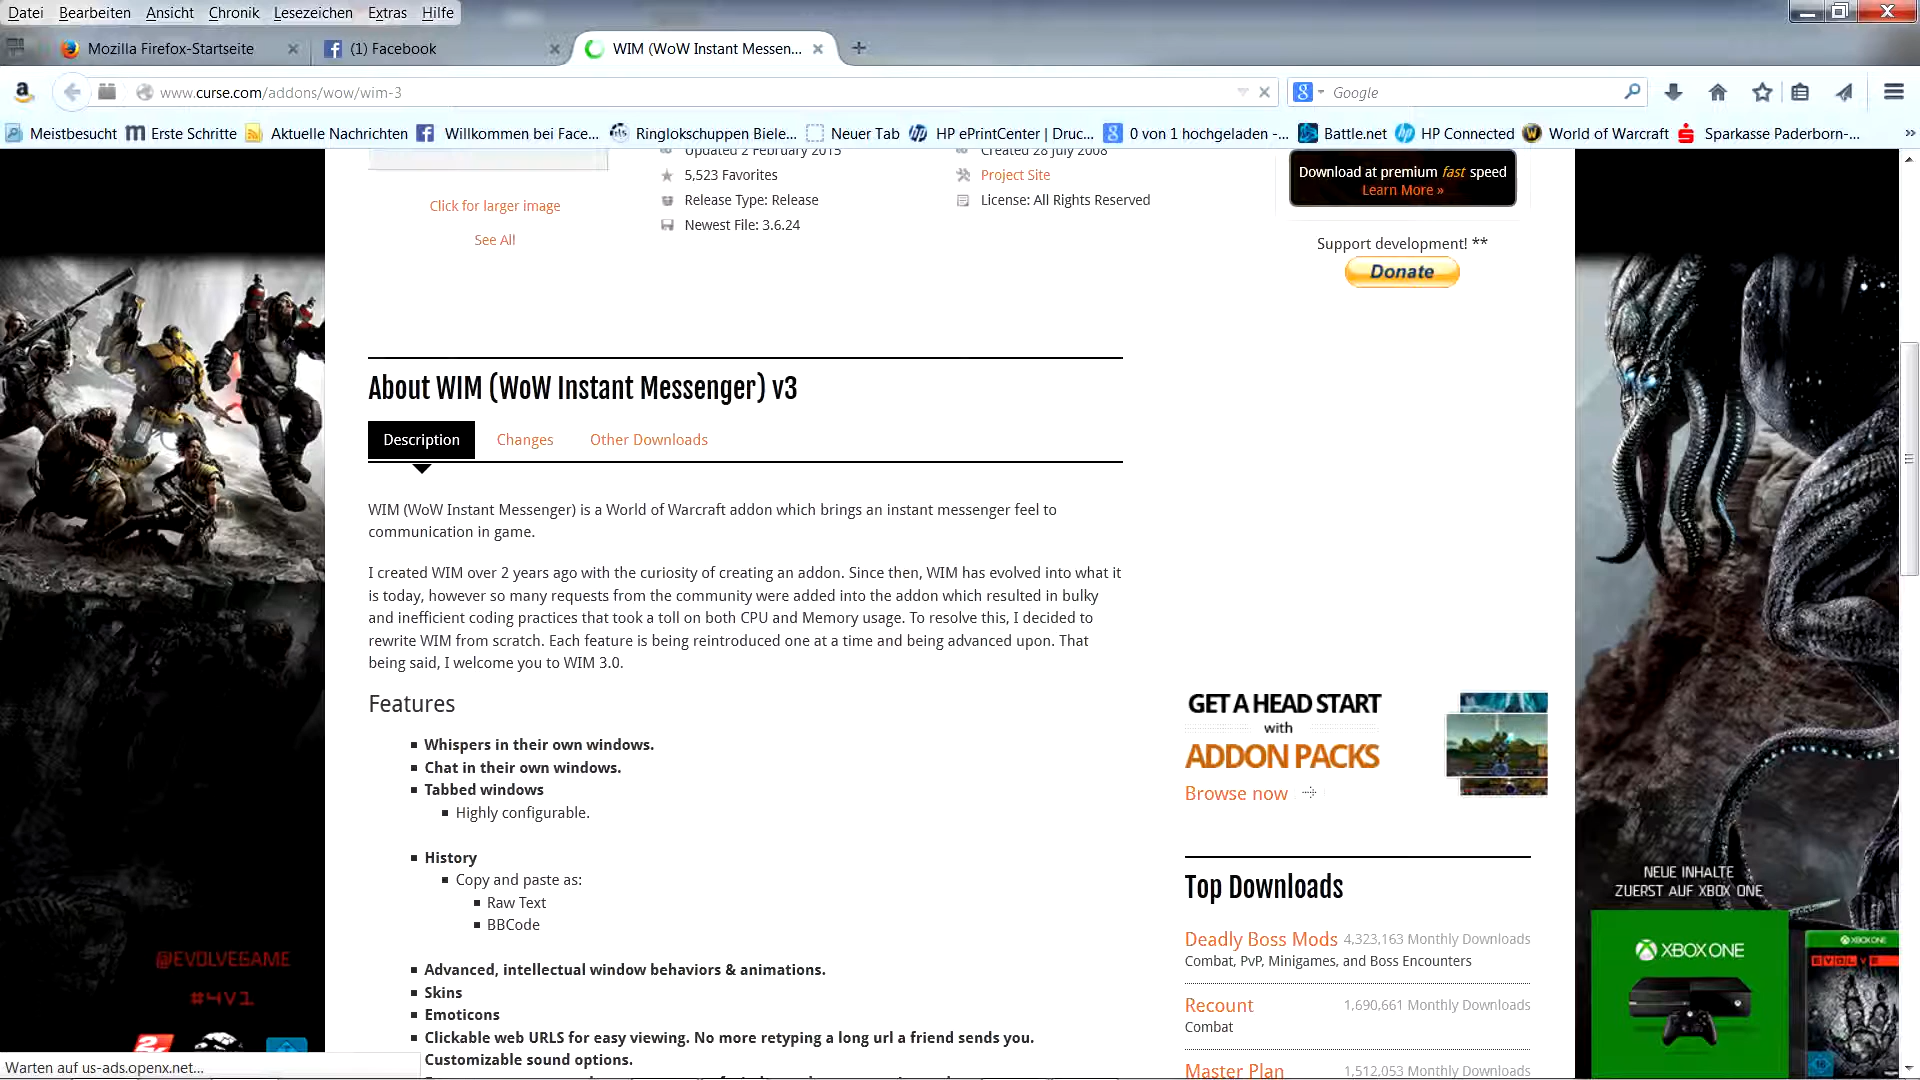 Datei Bearbeiten Ansicht Chronik Lesezeichen Extras Hilfe
Mozilla Firefox-Startseite
(1) Facebook
WIM (WoW Instant Messen...
www.curse.com/addons/wow/wim-3
Google
Meistbesucht Erste Schritte Aktuelle Nachrichten Willkommen bei Face... Ringlokschuppen Biele... Neuer Tab HP ePrintCenter | Druc... 0 von 1 hochgeladen -... Battle.net HP Connected World of Warcraft Sparkasse Paderborn-...
Updated 2 February 2015
Created 28 July 2008
5,523 Favorites
Project Site
Release Type: Release
License: All Rights Reserved
Newest File: 3.6.24
Click for larger image
See All
Download at premium fast speed
Learn More »
Support development! **
Donate
About WIM (WoW Instant Messenger) v3
Description Changes Other Downloads
WIM (WoW Instant Messenger) is a World of Warcraft addon which brings an instant messenger feel to
communication in game.
I created WIM over 2 years ago with the curiosity of creating an addon. Since then, WIM has evolved into what it
is today, however so many requests from the community were added into the addon which resulted in bulky
and inefficient coding practices that took a toll on both CPU and Memory usage. To resolve this, I decided to
rewrite WIM from scratch. Each feature is being reintroduced one at a time and being advanced upon. That
being said, I welcome you to WIM 3.0.
Features
Whispers in their own windows.
Chat in their own windows.
Tabbed windows
Highly configurable.
History
Copy and paste as:
Raw Text
BBCode
Advanced, intellectual window behaviors & animations.
Skins
Emoticons
Clickable web URLS for easy viewing. No more retyping a long url a friend sends you.
Customizable sound options.
GET A HEAD START
with
ADDON PACKS
Browse now
Top Downloads
Deadly Boss Mods 4,323,163 Monthly Downloads
Combat, PvP, Minigames, and Boss Encounters
Recount 1,690,661 Monthly Downloads
Combat
Master Plan 1,512,053 Monthly Downloads
@EVOLVEGAME
#4V1
2K
NEUE INHALTE
ZUERST AUF XBOX ONE
XBOX ONE
XBOX ONE
EVOLVE
16
Warten auf us-ads.openx.net...